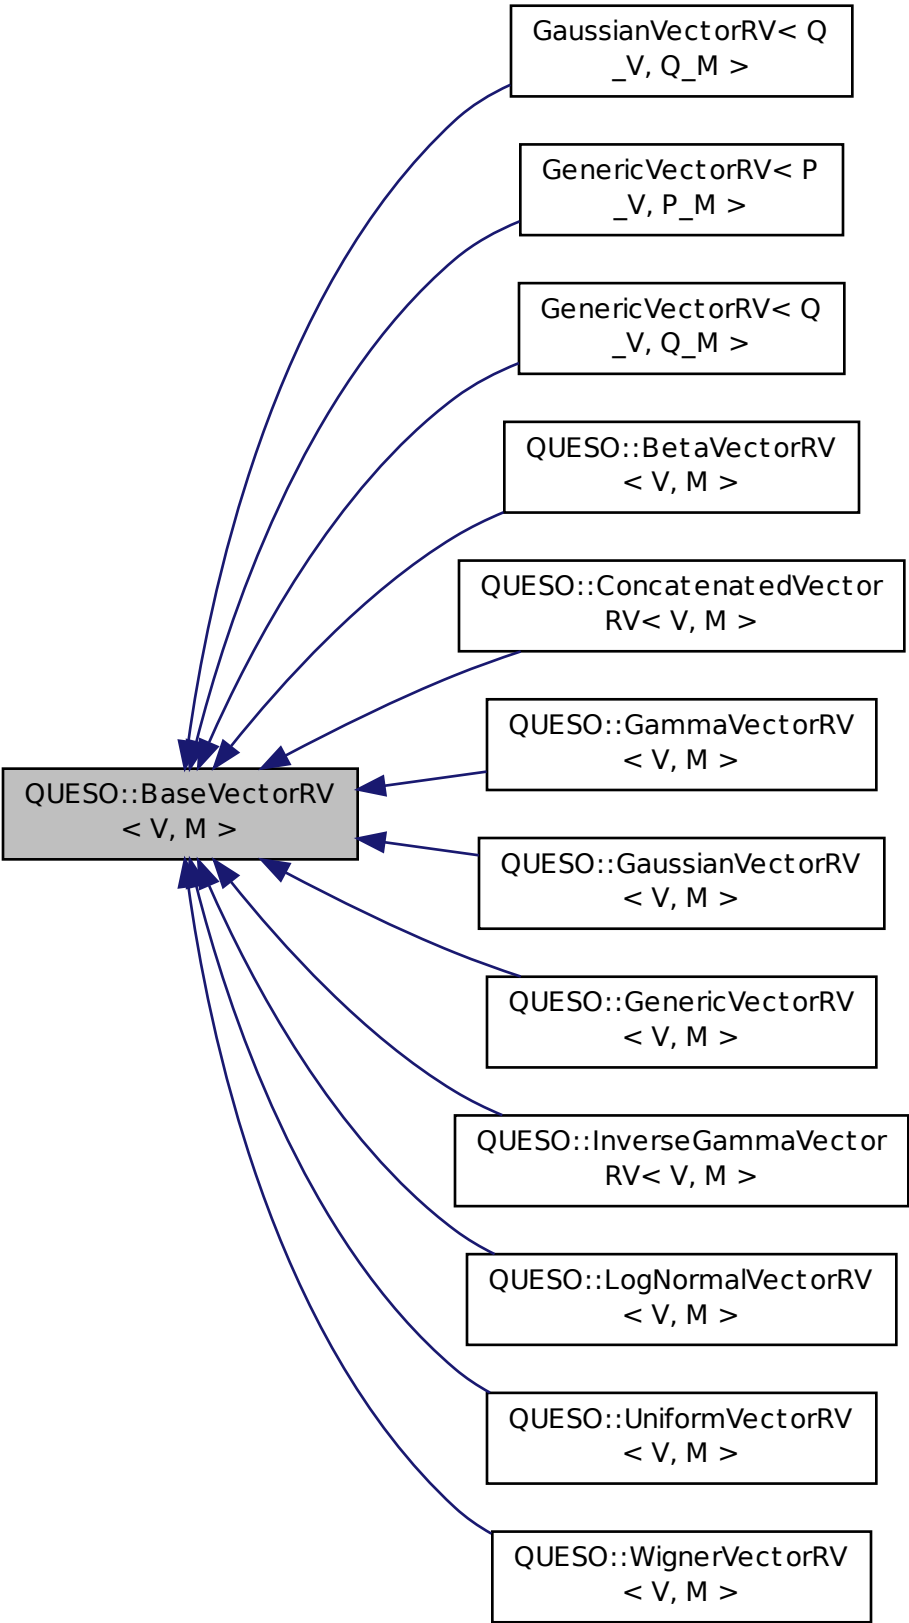 GaussianVectorRV< Q
_V, Q_M >
GenericVectorRV< P
_V, P_M >
GenericVectorRV< Q
_V, Q_M >
QUESO::BetaVectorRV
< V, M >
QUESO::ConcatenatedVector
RV< V, M >
QUESO::GammaVectorRV
< V, M >
QUESO::BaseVectorRV
< V, M >
QUESO::GaussianVectorRV
< V, M >
QUESO::GenericVectorRV
< V, M >
QUESO::InverseGammaVector
RV< V, M >
QUESO::LogNormalVectorRV
< V, M >
QUESO::UniformVectorRV
< V, M >
QUESO::WignerVectorRV
< V, M >